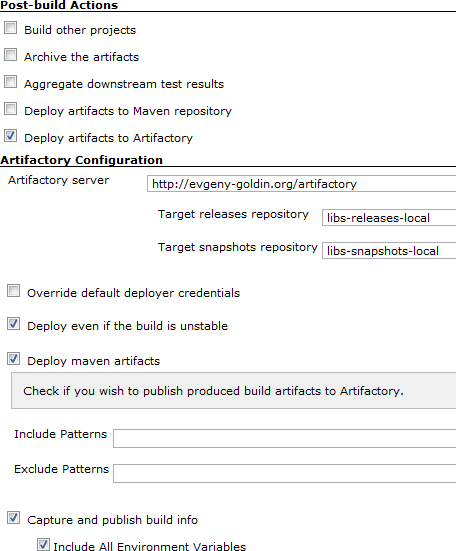 Post-build Actions
Build other projects
Archive the artifacts
Aggregate downstream test results
Deploy artifacts to Maven repository
Deploy artifacts to Artifactory
Artifactory Configuration
Artifactory server http://evgeny-goldin.org/artifactory
Target releases repository libs-releases-local
Target snapshots repository libs-snapshots-local
Override default deployer credentials
Deploy even if the build is unstable
Deploy maven artifacts
Check if you wish to publish produced build artifacts to Artifactory.
Include Patterns
Exclude Patterns
Capture and publish build info
Include All Environment Variables